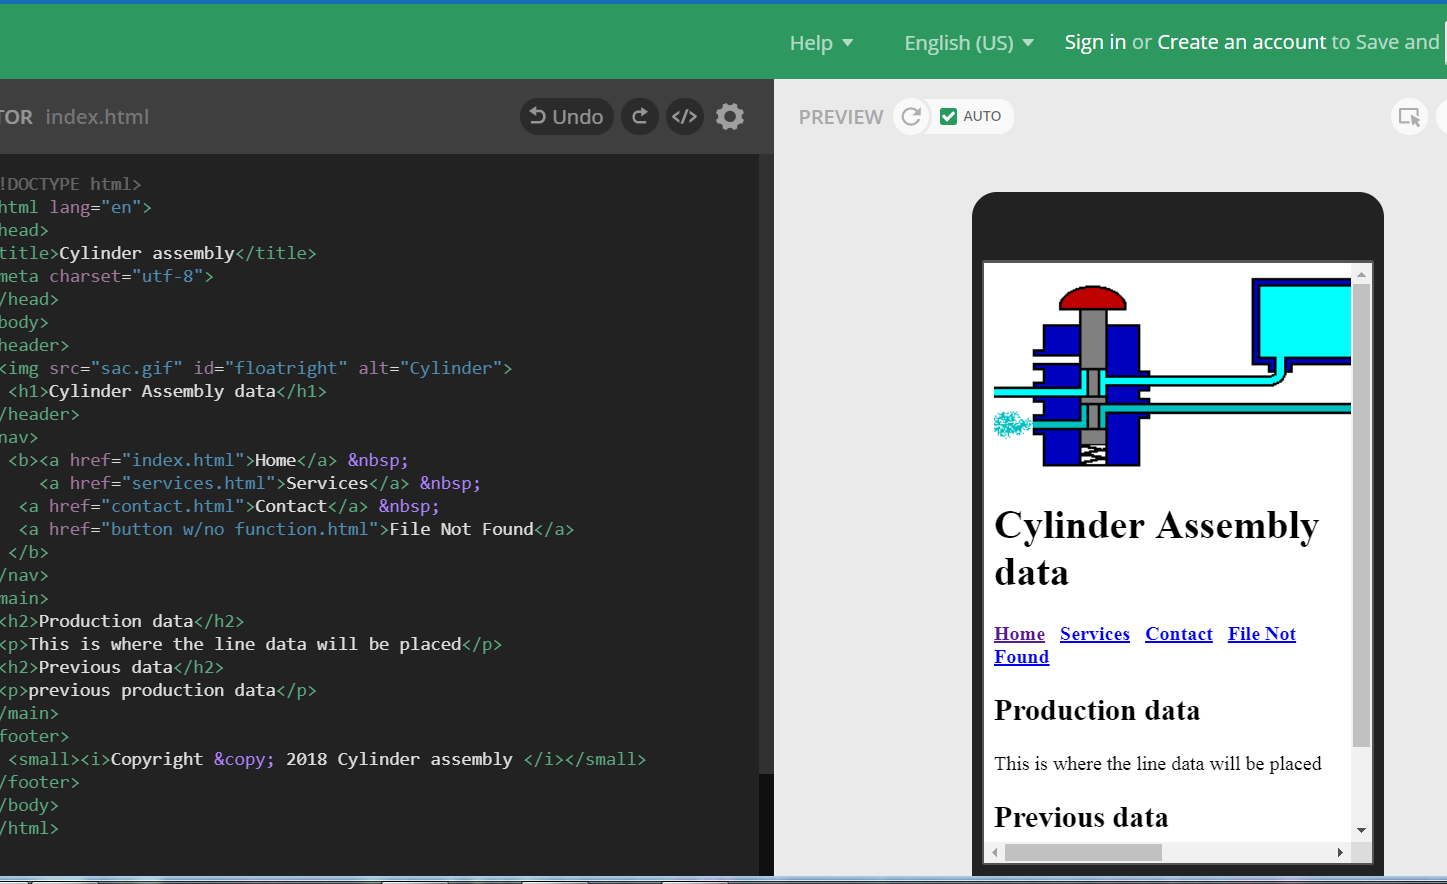 Help English (US) Sign in or Create an account to Save and
TOR index.html Undo </>
PREVIEW AUTO
!DOCTYPE html>
html lang="en">
head>
title>Cylinder assembly</title>
meta charset="utf-8">
/head>
body>
header>
<img src="sac.gif" id="floatright" alt="Cylinder">
<h1>Cylinder Assembly data</h1>
/header>
nav>
<b><a href="index.html">Home</a> &nbsp;
<a href="services.html">Services</a> &nbsp;
<a href="contact.html">Contact</a> &nbsp;
<a href="button w/no function.html">File Not Found</a>
</b>
/nav>
main>
<h2>Production data</h2>
<p>This is where the line data will be placed</p>
<h2>Previous data</h2>
<p>previous production data</p>
/main>
footer>
<small><i>Copyright &copy; 2018 Cylinder assembly </i></small>
/footer>
/body>
/html>
Cylinder Assembly
data
Home Services Contact File Not
Found
Production data
This is where the line data will be placed
Previous data